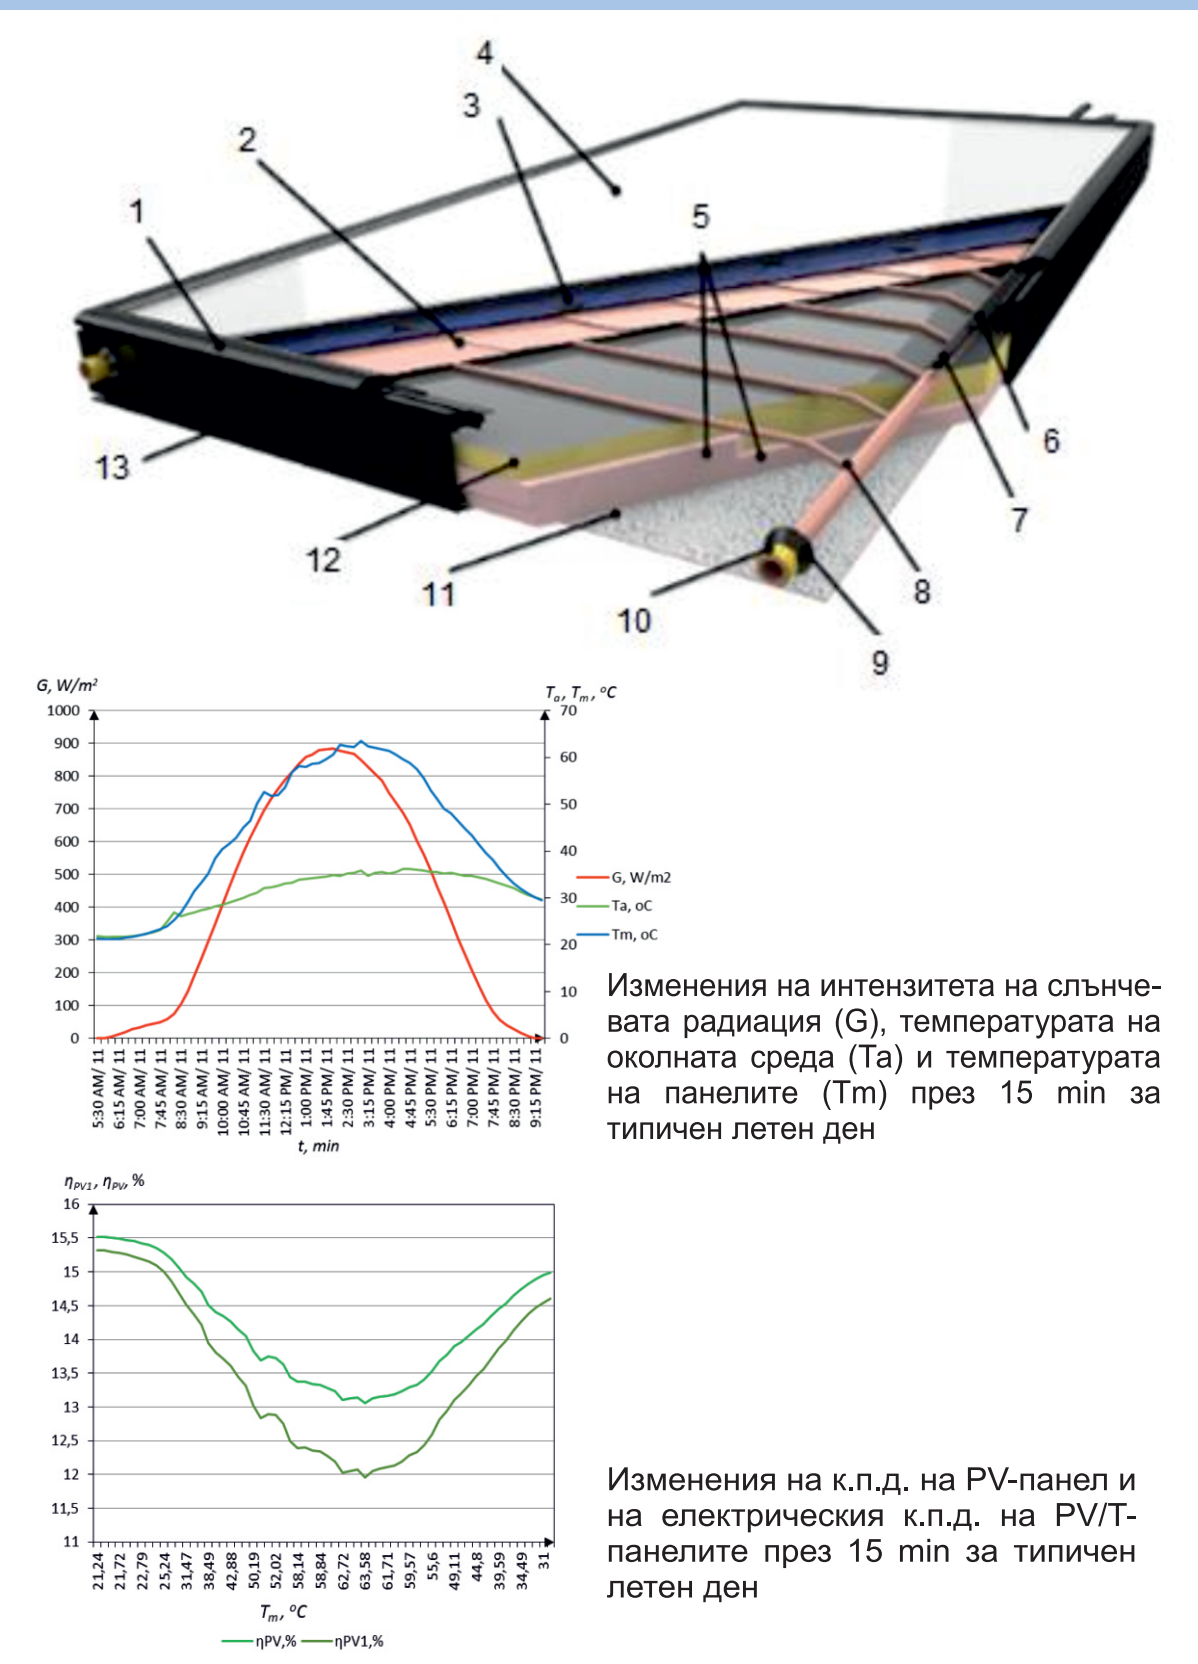 4
3
2
1
5
13
6
7
12
11
8
10
9
G, W/m²
Tₐ, Tₘ, °C
1000
900
800
700
600
500
400
300
200
100
0
70
60
50
40
30
20
10
0
G, W/m2
Ta, oC
Tm, oC
5:30 AM/ 11
6:15 AM/ 11
7:00 AM/ 11
7:45 AM/ 11
8:30 AM/ 11
9:15 AM/ 11
10:00 AM/ 11
10:45 AM/ 11
11:30 AM/ 11
12:15 PM/ 11
1:00 PM/ 11
1:45 PM/ 11
2:30 PM/ 11
3:15 PM/ 11
4:00 PM/ 11
4:45 PM/ 11
5:30 PM/ 11
6:15 PM/ 11
7:00 PM/ 11
7:45 PM/ 11
8:30 PM/ 11
9:15 PM/ 11
t, min
Изменения на интензитета на слънче-
вата радиация (G), температурата на
околната среда (Ta) и температурата
на панелите (Tm) през 15 min за
типичен летен ден
ηPV1, ηPV, %
16
15,5
15
14,5
14
13,5
13
12,5
12
11,5
11
21,24
21,72
22,79
25,24
31,47
38,49
42,88
50,19
52,02
58,14
58,84
62,72
63,58
61,71
59,57
55,6
49,11
44,8
39,59
34,49
31
Tₘ, °C
ηPV,%
ηPV1,%
Изменения на к.п.д. на PV-панел и
на електрическия к.п.д. на PV/T-
панелите през 15 min за типичен
летен ден